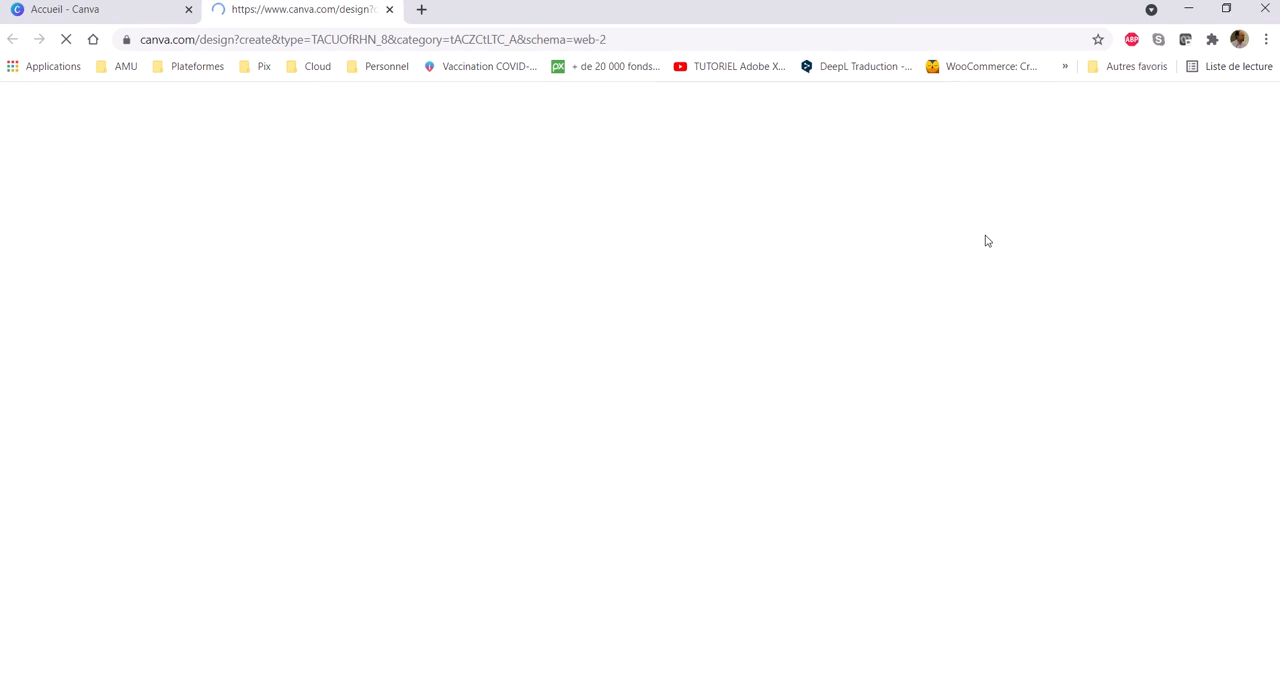 Accueil - Canva
https://www.canva.com/design?c
canva.com/design?create&type=TACUOfRHN_8&category=tACZCtLTC_A&schema=web-2
ABP
Applications AMU Plateformes Pix Cloud Personnel Vaccination COVID-... px + de 20 000 fonds... TUTORIEL Adobe X... DeepL Traduction -... WooCommerce: Cr... » Autres favoris Liste de lecture